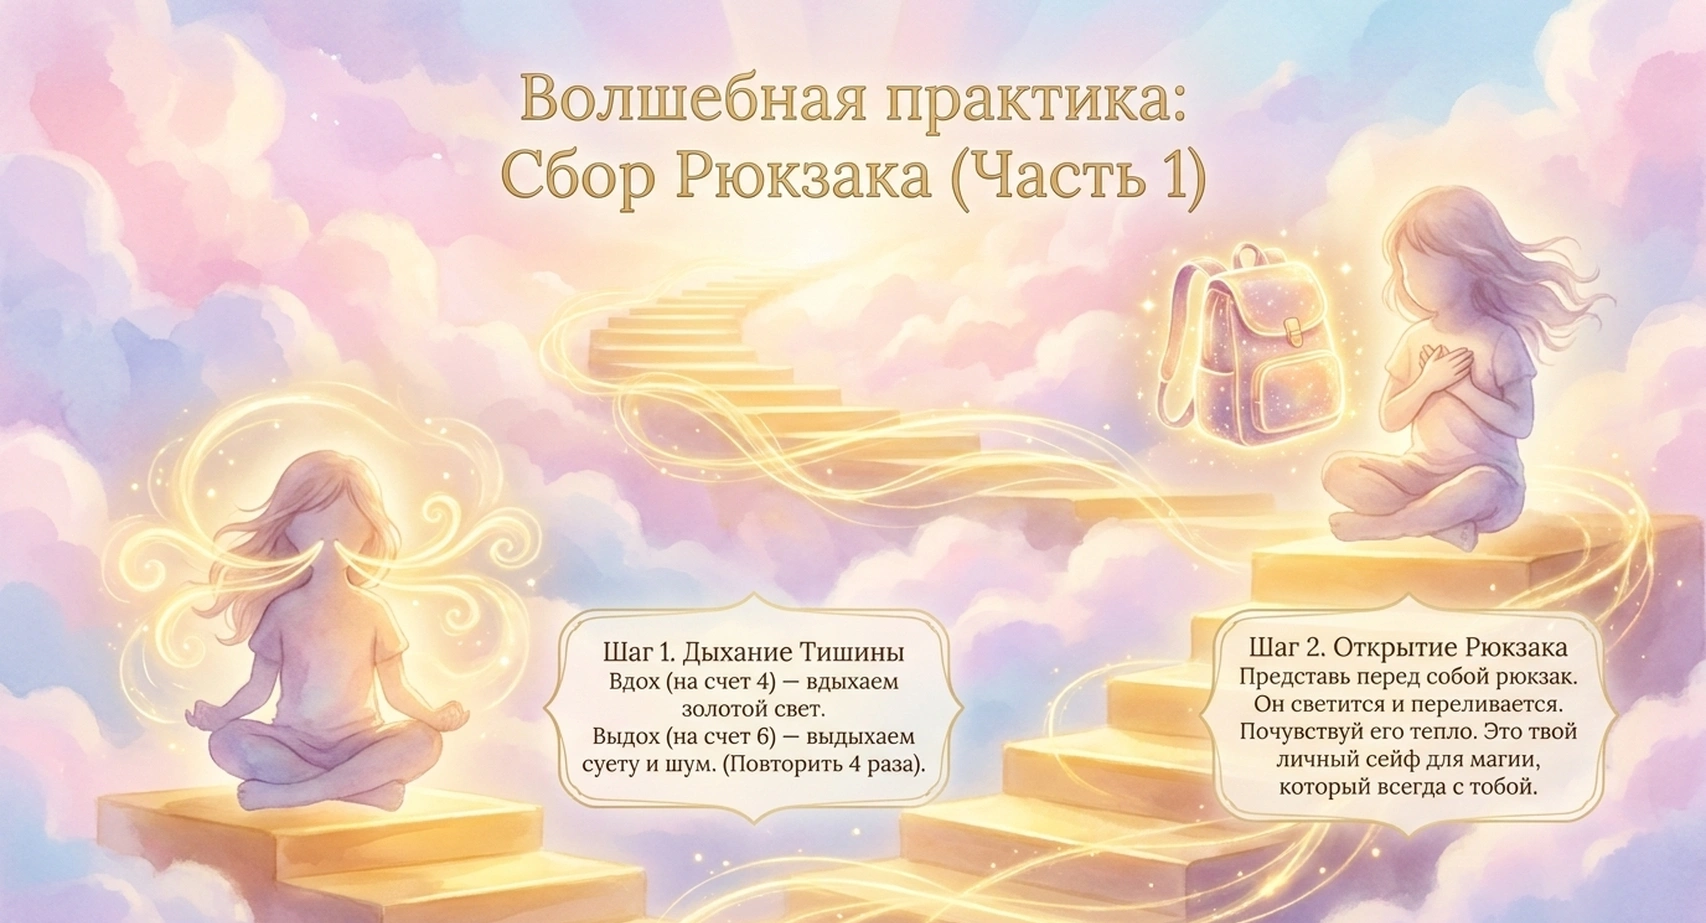 Волшебная практика:
Сбор Рюкзака (Часть 1)
Шаг 1. Дыхание Тишины
Вдох (на счет 4) — вдыхаем
золотой свет.
Выдох (на счет 6) — выдыхаем
суету и шум. (Повторить 4 раза).
Шаг 2. Открытие Рюкзака
Представь перед собой рюкзак.
Он светится и переливается.
Почувствуй его тепло. Это твой
личный сейф для магии,
который всегда с тобой.